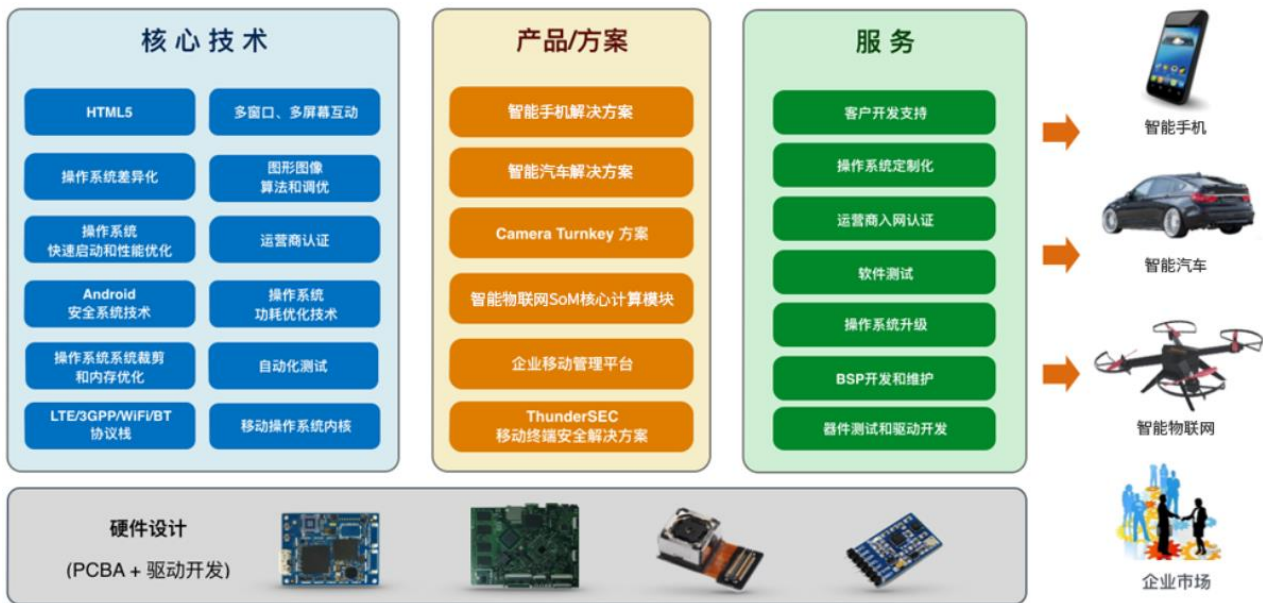 核心技术
HTML5
多窗口、多屏幕互动
操作系统差异化
图形图像
算法和调优
操作系统
快速启动和性能优化
运营商认证
Android
安全系统技术
操作系统
功耗优化技术
操作系统系统裁剪
和内存优化
自动化测试
LTE/3GPP/WiFi/BT
协议栈
移动操作系统内核
产品/方案
智能手机解决方案
智能汽车解决方案
Camera Turnkey 方案
智能物联网SoM核心计算模块
企业移动管理平台
ThunderSEC
移动终端安全解决方案
服务
客户开发支持
操作系统定制化
运营商入网认证
软件测试
操作系统升级
BSP开发和维护
器件测试和驱动开发
智能手机
智能汽车
智能物联网
企业市场
硬件设计
(PCBA + 驱动开发)